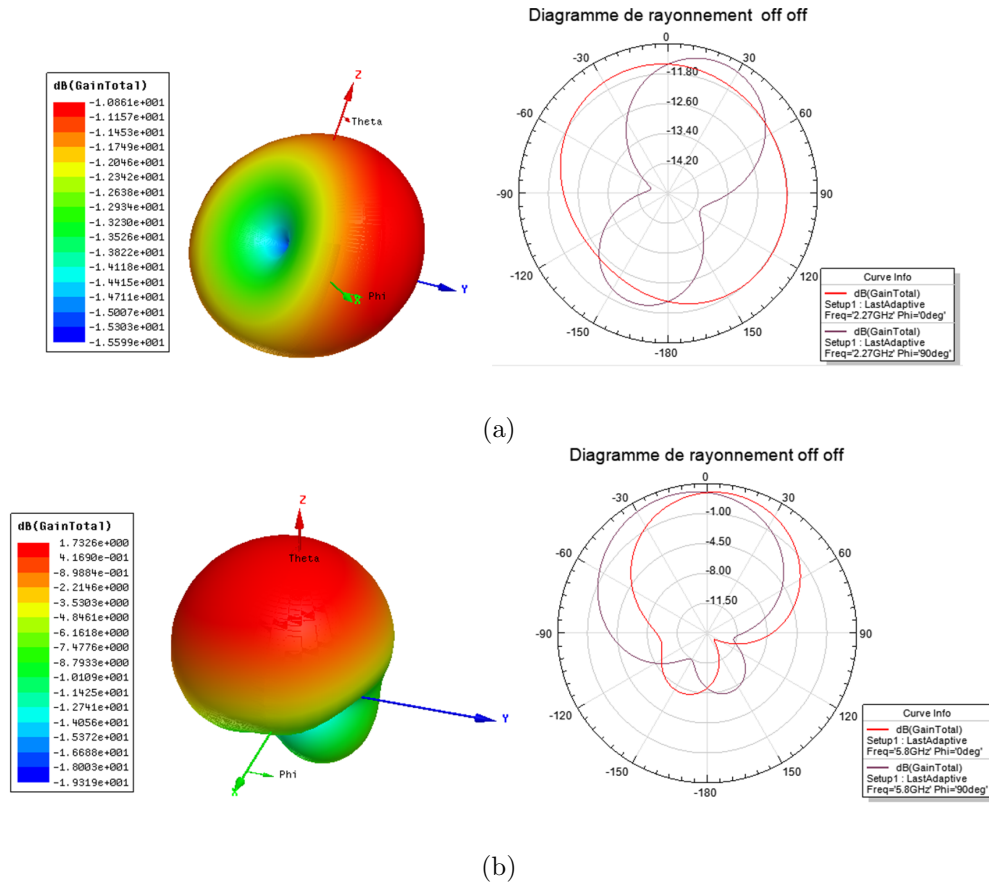 Diagramme de rayonnement off off
dB(GainTotal)
-1.0861e+001
-1.1157e+001
-1.1453e+001
-1.1749e+001
-1.2046e+001
-1.2342e+001
-1.2638e+001
-1.2934e+001
-1.3230e+001
-1.3526e+001
-1.3822e+001
-1.4118e+001
-1.4415e+001
-1.4711e+001
-1.5007e+001
-1.5303e+001
-1.5599e+001
Z
Theta
Phi
X
Y
0
-30
30
-60
60
-90
90
-120
120
-150
150
-180
-11.80
-12.60
-13.40
-14.20
Curve Info
dB(GainTotal)
Setup1 : LastAdaptive
Freq='2.27GHz' Phi='0deg'
dB(GainTotal)
Setup1 : LastAdaptive
Freq='2.27GHz' Phi='90deg'
(a)
Diagramme de rayonnement off off
dB(GainTotal)
1.7326e+000
4.1690e-001
-8.9884e-001
-2.2146e+000
-3.5303e+000
-4.8461e+000
-6.1618e+000
-7.4776e+000
-8.7933e+000
-1.0109e+001
-1.1425e+001
-1.2741e+001
-1.4056e+001
-1.5372e+001
-1.6688e+001
-1.8003e+001
-1.9319e+001
Z
Theta
Y
Phi
X
0
-30
30
-60
60
-90
90
-120
120
-150
150
-180
-1.00
-4.50
-8.00
-11.50
Curve Info
dB(GainTotal)
Setup1 : LastAdaptive
Freq='5.8GHz' Phi='0deg'
dB(GainTotal)
Setup1 : LastAdaptive
Freq='5.8GHz' Phi='90deg'
(b)